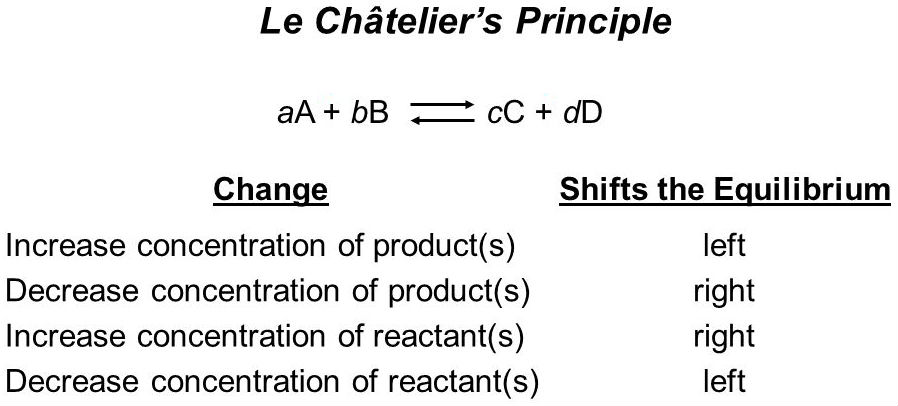 Le Châtelier's Principle
aA + bB ⇌ cC + dD
Change Shifts the Equilibrium
Increase concentration of product(s) left
Decrease concentration of product(s) right
Increase concentration of reactant(s) right
Decrease concentration of reactant(s) left